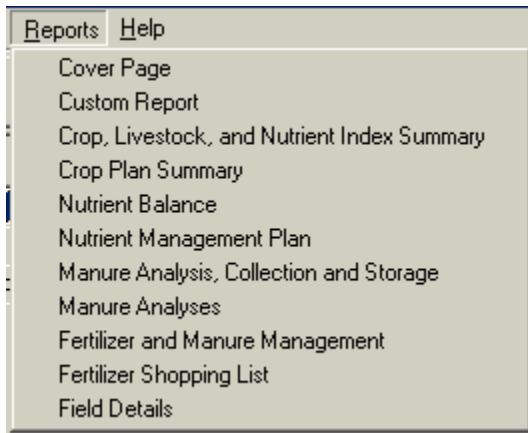 Reports Help
Cover Page
Custom Report
Crop, Livestock, and Nutrient Index Summary
Crop Plan Summary
Nutrient Balance
Nutrient Management Plan
Manure Analysis, Collection and Storage
Manure Analyses
Fertilizer and Manure Management
Fertilizer Shopping List
Field Details